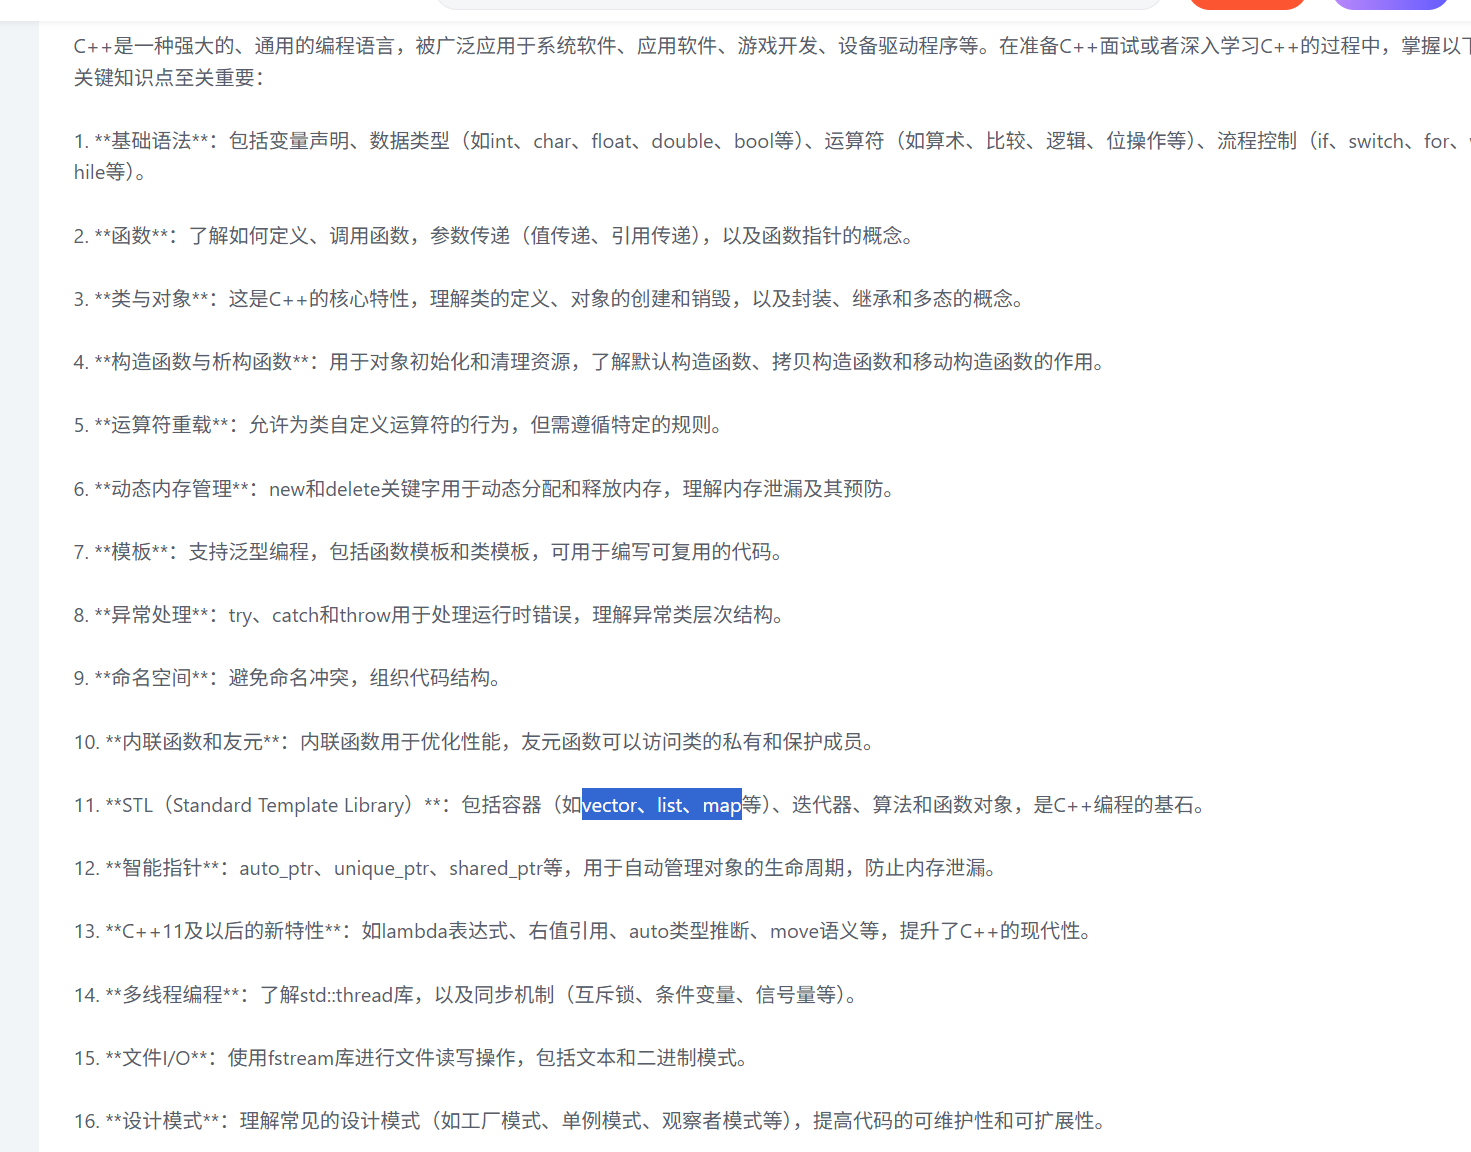 C++是一种强大的、通用的编程语言，被广泛应用于系统软件、应用软件、游戏开发、设备驱动程序等。在准备C++面试或者深入学习C++的过程中，掌握以下
关键知识点至关重要：
1. **基础语法**：包括变量声明、数据类型（如int、char、float、double、bool等）、运算符（如算术、比较、逻辑、位操作等）、流程控制（if、switch、for、w
hile等）。
2. **函数**：了解如何定义、调用函数，参数传递（值传递、引用传递），以及函数指针的概念。
3. **类与对象**：这是C++的核心特性，理解类的定义、对象的创建和销毁，以及封装、继承和多态的概念。
4. **构造函数与析构函数**：用于对象初始化和清理资源，了解默认构造函数、拷贝构造函数和移动构造函数的作用。
5. **运算符重载**：允许为类自定义运算符的行为，但需遵循特定的规则。
6. **动态内存管理**：new和delete关键字用于动态分配和释放内存，理解内存泄漏及其预防。
7. **模板**：支持泛型编程，包括函数模板和类模板，可用于编写可复用的代码。
8. **异常处理**：try、catch和throw用于处理运行时错误，理解异常类层次结构。
9. **命名空间**：避免命名冲突，组织代码结构。
10. **内联函数和友元**：内联函数用于优化性能，友元函数可以访问类的私有和保护成员。
11. **STL（Standard Template Library）**：包括容器（如vector、list、map等）、迭代器、算法和函数对象，是C++编程的基石。
12. **智能指针**：auto_ptr、unique_ptr、shared_ptr等，用于自动管理对象的生命周期，防止内存泄漏。
13. **C++11及以后的新特性**：如lambda表达式、右值引用、auto类型推断、move语义等，提升了C++的现代性。
14. **多线程编程**：了解std::thread库，以及同步机制（互斥锁、条件变量、信号量等）。
15. **文件I/O**：使用fstream库进行文件读写操作，包括文本和二进制模式。
16. **设计模式**：理解常见的设计模式（如工厂模式、单例模式、观察者模式等），提高代码的可维护性和可扩展性。